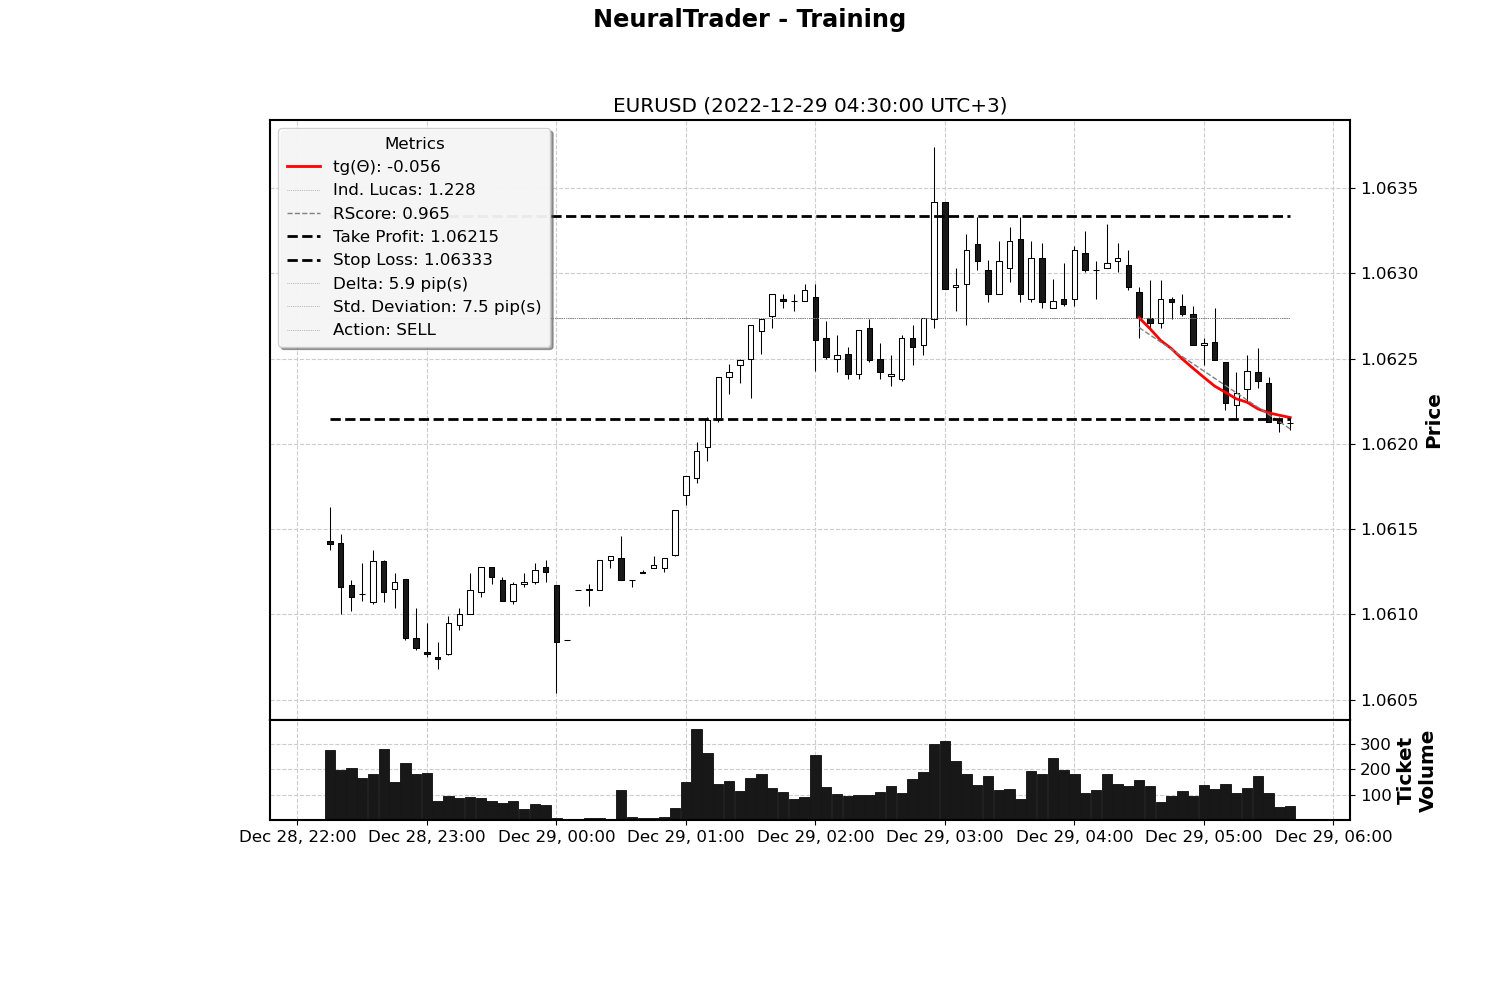 NeuralTrader - Training
EURUSD (2022-12-29 04:30:00 UTC+3)
Metrics
tg(Θ): -0.056
Ind. Lucas: 1.228
RScore: 0.965
Take Profit: 1.06215
Stop Loss: 1.06333
Delta: 5.9 pip(s)
Std. Deviation: 7.5 pip(s)
Action: SELL
1.0635
1.0630
1.0625
1.0620
1.0615
1.0610
1.0605
Price
300
200
100
Ticket
Volume
Dec 28, 22:00 Dec 28, 23:00 Dec 29, 00:00 Dec 29, 01:00 Dec 29, 02:00 Dec 29, 03:00 Dec 29, 04:00 Dec 29, 05:00 Dec 29, 06:00